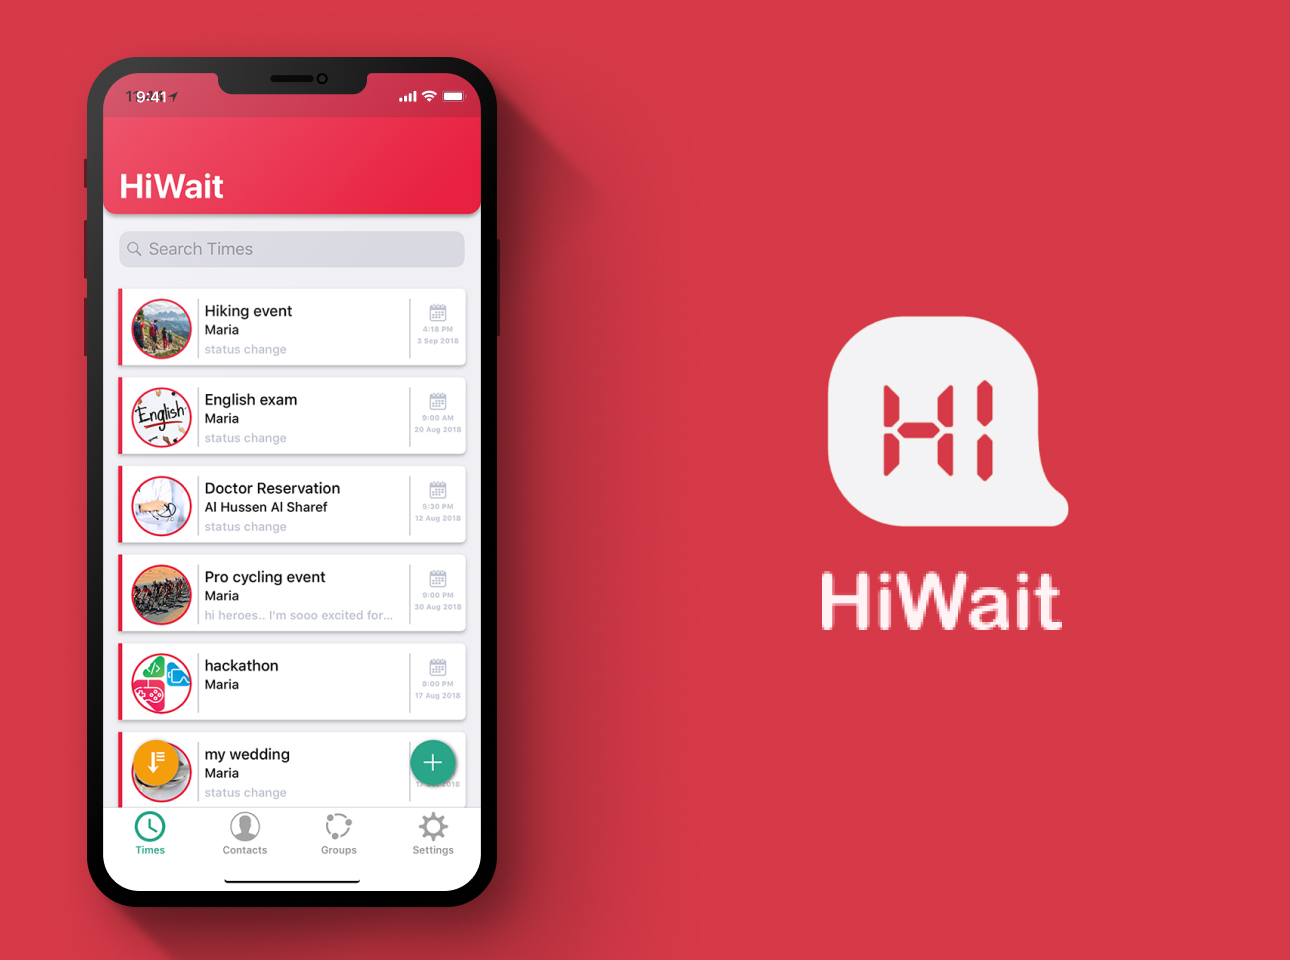 9:41
HiWait
Search Times
Hiking event
Maria
status change
4:18 PM
3 Sep 2018
English exam
Maria
status change
9:00 AM
20 Aug 2018
English
Doctor Reservation
Al Hussen Al Sharef
status change
5:30 PM
12 Aug 2018
Pro cycling event
Maria
hi heroes.. I'm sooo excited for...
9:00 PM
30 Aug 2018
hackathon
Maria
8:00 PM
17 Aug 2018
my wedding
Maria
status change
2018
Times
Contacts
Groups
Settings
HI
HiWait